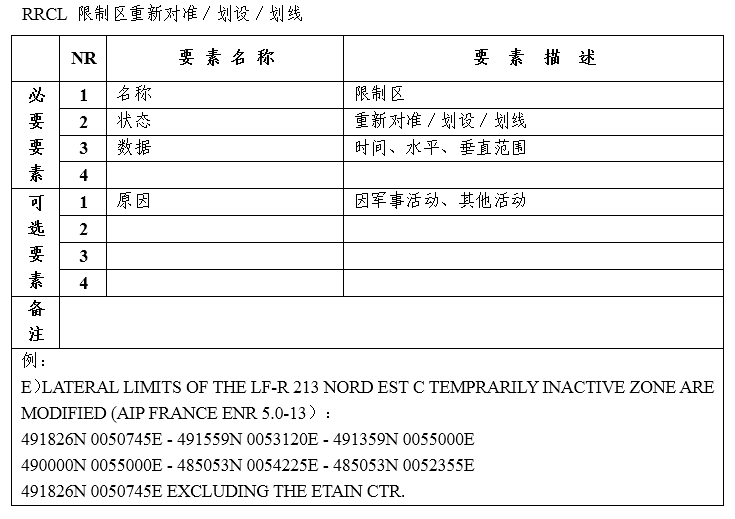 RRCL 限制区重新对准／划设／划线
NR 要素名称 要素描述
必要要素
1 名称 限制区
2 状态 重新对准／划设／划线
3 数据 时间、水平、垂直范围
4
可选要素
1 原因 因军事活动、其他活动
2
3
4
备注
例：
E）LATERAL LIMITS OF THE LF-R 213 NORD EST C TEMPRARILY INACTIVE ZONE ARE
MODIFIED (AIP FRANCE ENR 5.0-13）：
491826N 0050745E - 491559N 0053120E - 491359N 0055000E
490000N 0055000E - 485053N 0054225E - 485053N 0052355E
491826N 0050745E EXCLUDING THE ETAIN CTR.